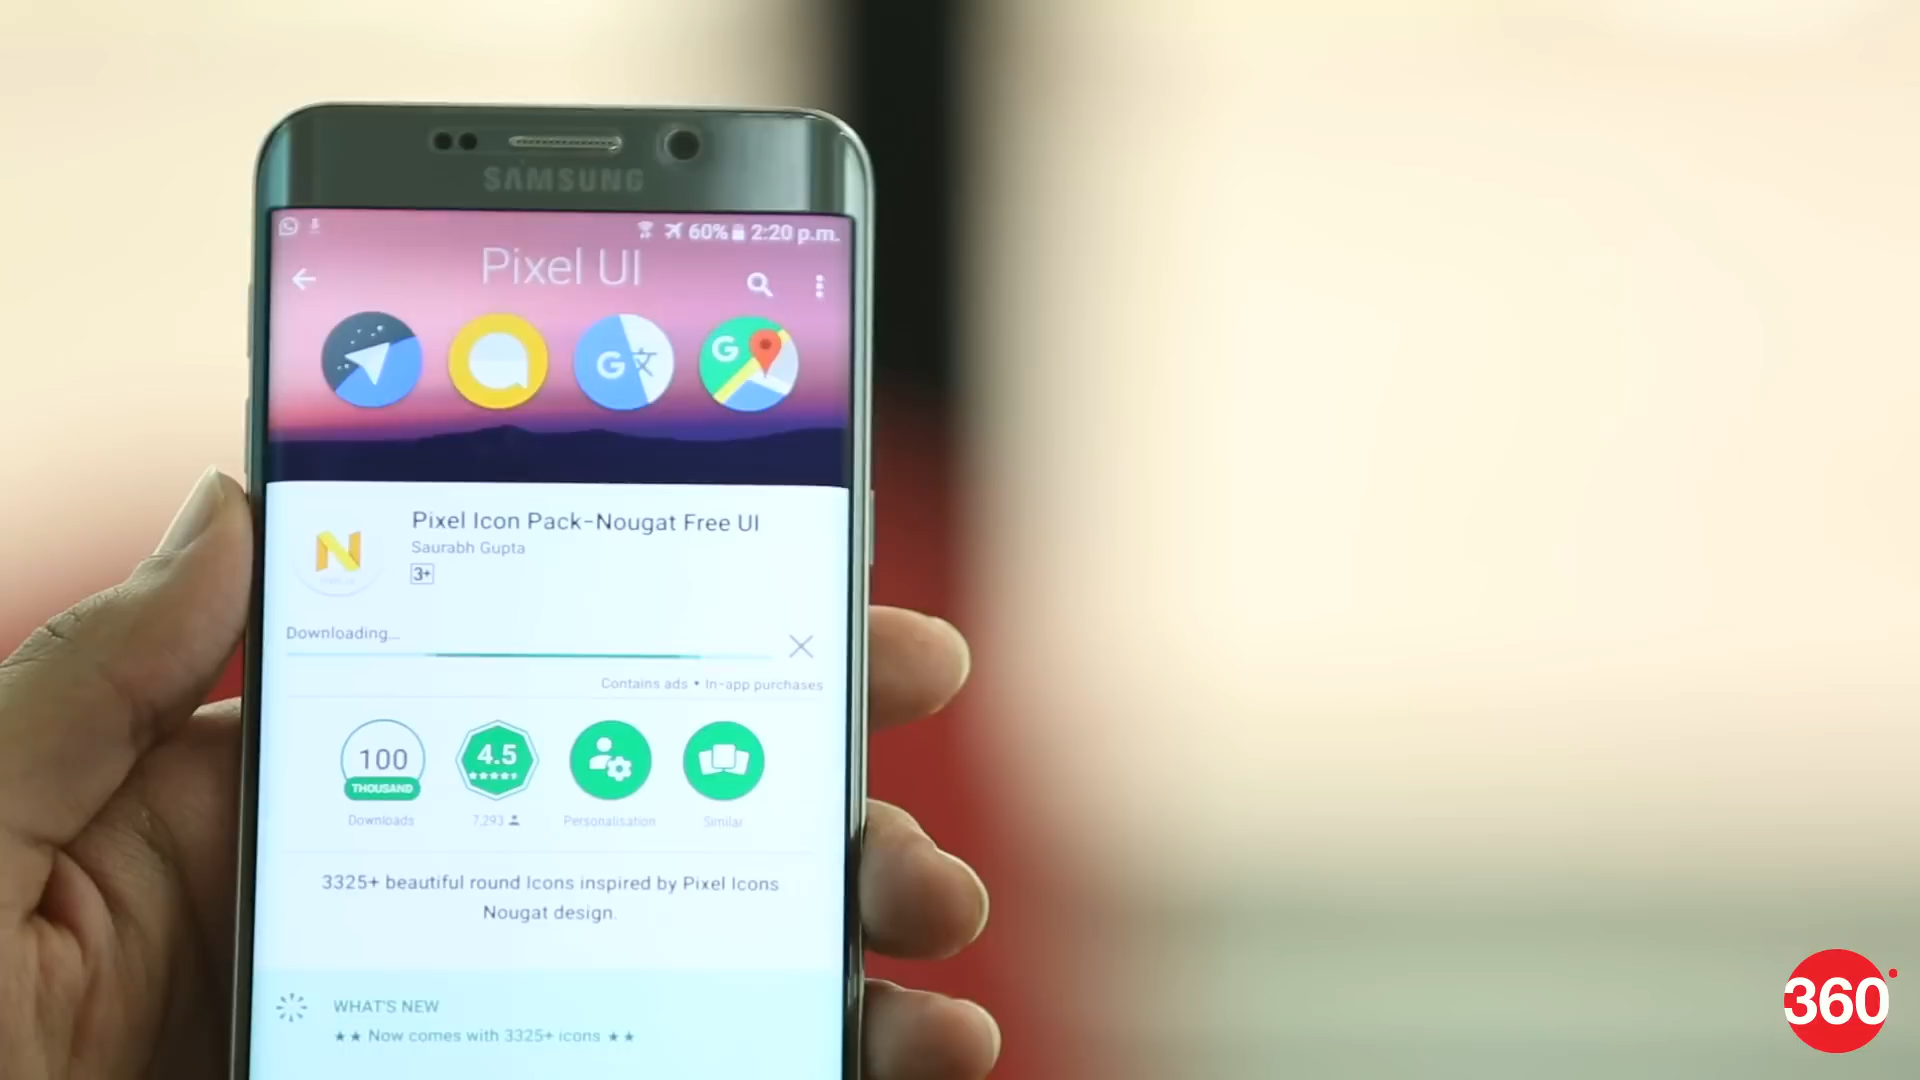 SAMSUNG
60% 2:20 p.m.
Pixel UI
G
G
Pixel Icon Pack-Nougat Free UI
Saurabh Gupta
3+
Downloading...
Contains ads • In-app purchases
100
THOUSAND
4.5
Downloads
7,293
Personalisation
Similar
3325+ beautiful round Icons inspired by Pixel Icons
Nougat design.
WHAT'S NEW
★★ Now comes with 3325+ icons ★★
360